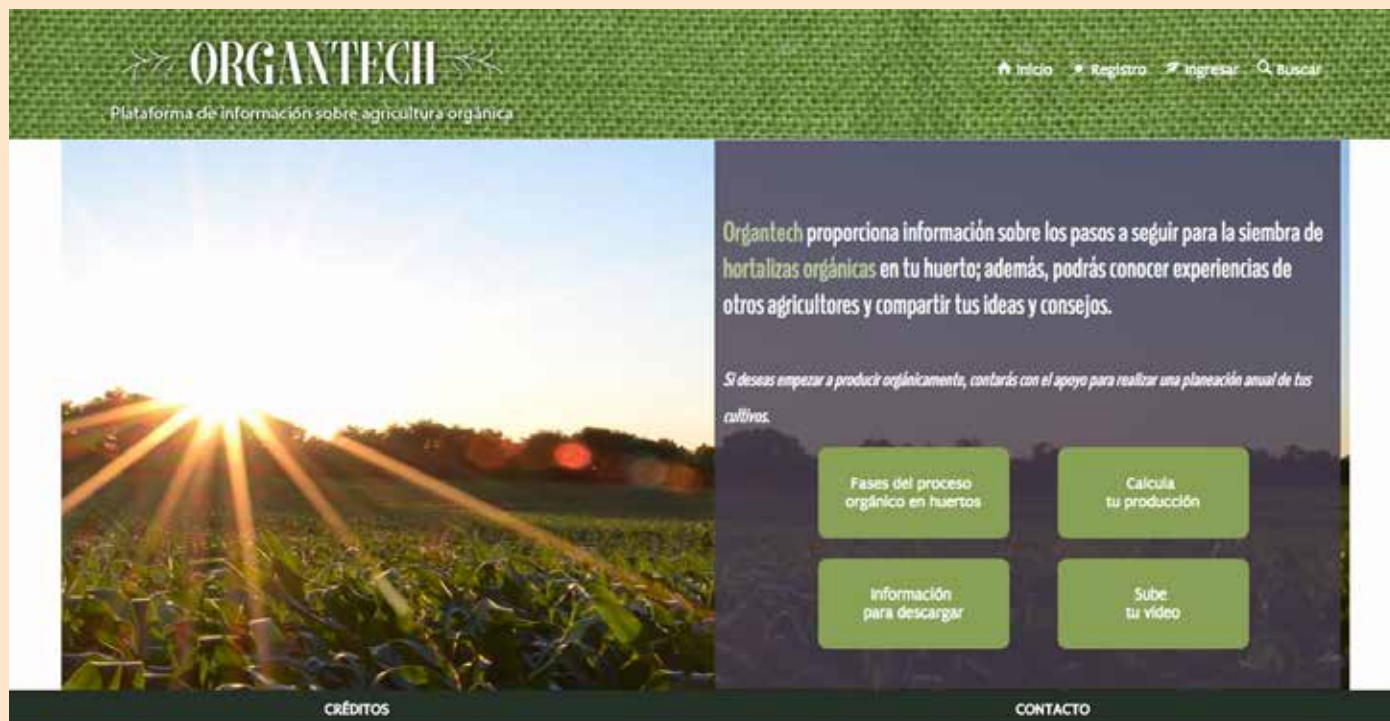 ORGANTECH
Plataforma de información sobre agricultura orgánica
Inicio Registro Ingresar Buscar
Organtech proporciona información sobre los pasos a seguir para la siembra de
hortalizas orgánicas en tu huerto; además, podrás conocer experiencias de
otros agricultores y compartir tus ideas y consejos.
Si deseas empezar a producir orgánicamente, contarás con el apoyo para realizar una planeación anual de tus
cultivos.
Fases del proceso
orgánico en huertos
Calcula
tu producción
Información
para descargar
Sube
tu video
CRÉDITOS
CONTACTO